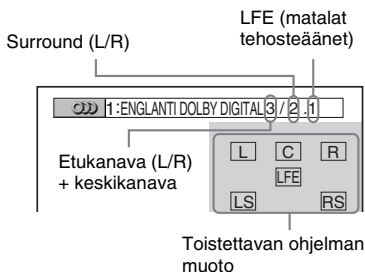 LFE (matalat
tehosteäänet)
Surround (L/R)
1:ENGLANTI DOLBY DIGITAL 3 / 2 .1
Etukanava (L/R)
+ keskikanava
L C R
LFE
LS RS
Toistettavan ohjelman
muoto